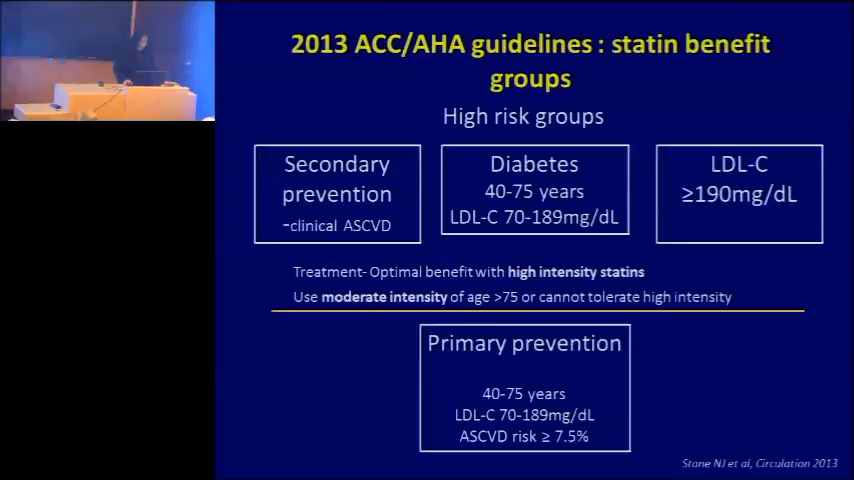 2013 ACC/AHA guidelines : statin benefit
groups
High risk groups
Secondary
prevention
-clinical ASCVD
Diabetes
40-75 years
LDL-C 70-189mg/dL
LDL-C
≥190mg/dL
Treatment- Optimal benefit with high intensity statins
Use moderate intensity of age >75 or cannot tolerate high intensity
Primary prevention
40-75 years
LDL-C 70-189mg/dL
ASCVD risk ≥ 7.5%
Stone NJ et al, Circulation 2013